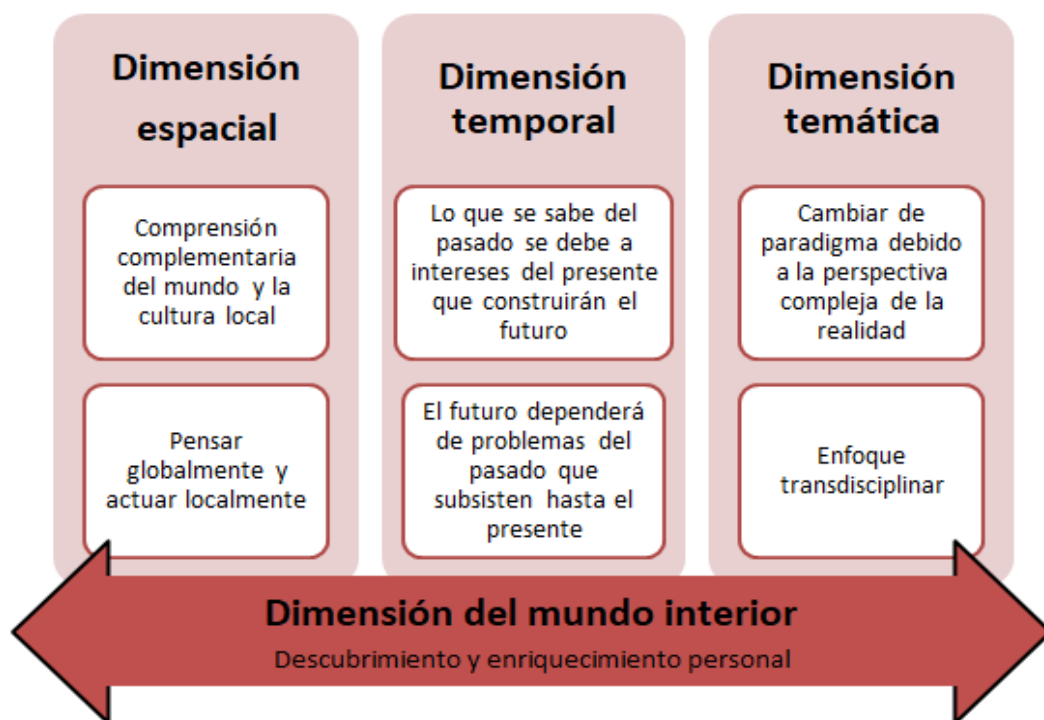 Dimensión
espacial
Comprensión
complementaria
del mundo y la
cultura local
Pensar
globalmente y
actuar localmente
Dimensión
temporal
Lo que se sabe del
pasado se debe a
intereses del presente
que construirán el
futuro
El futuro dependerá
de problemas del
pasado que
subsisten hasta el
presente
Dimensión
temática
Cambiar de
paradigma debido
a la perspectiva
compleja de la
realidad
Enfoque
transdisciplinar
Dimensión del mundo interior
Descubrimiento y enriquecimiento personal